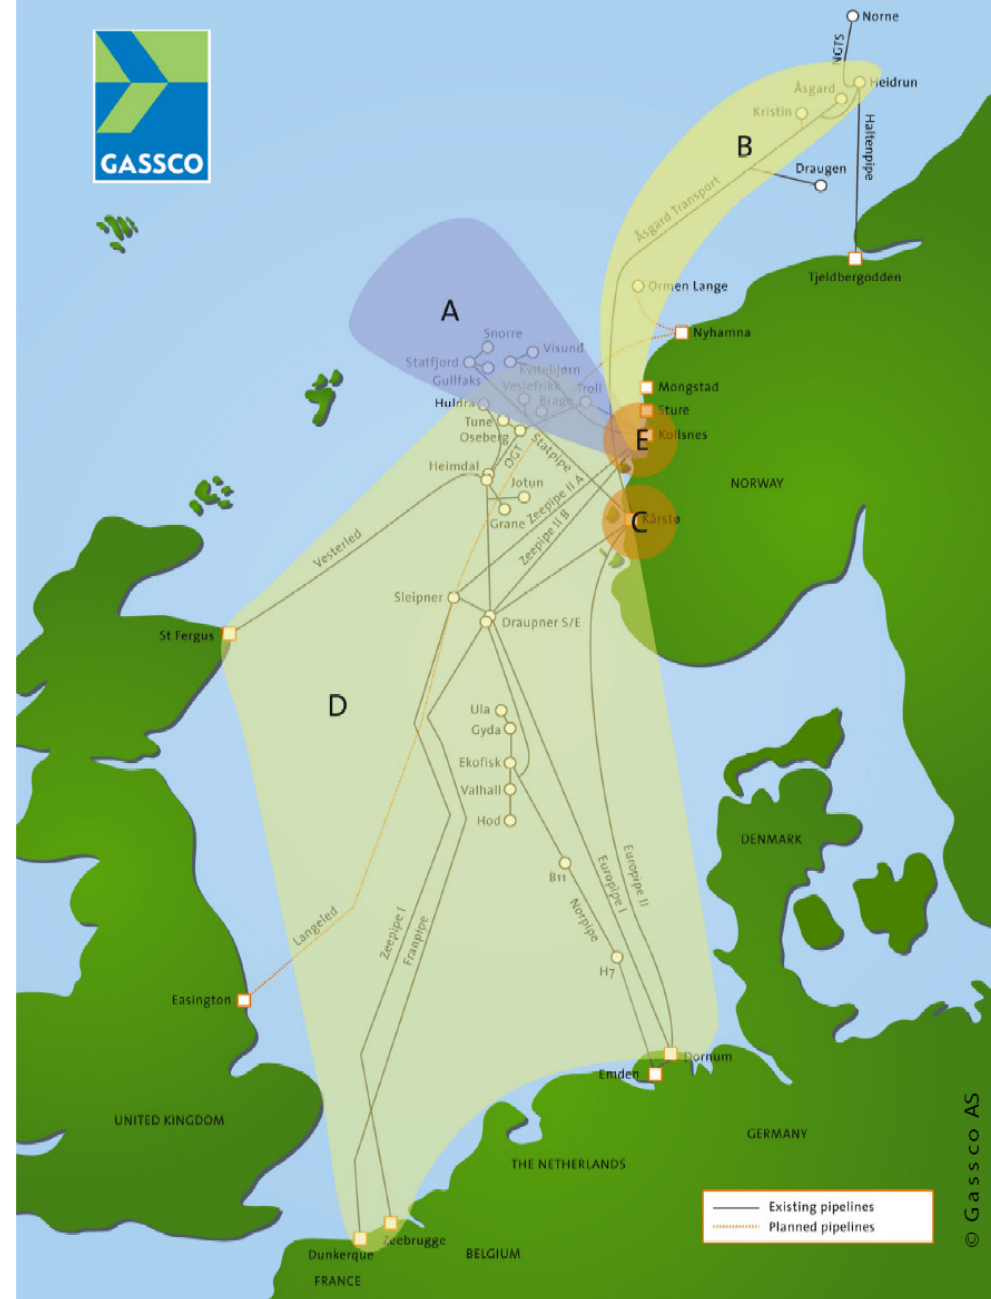 Norne
NGTS
GASSCO
Heidrun
Åsgard
Kristin
Haltenpipe
B
Draugen
Åsgard Transport
Tjeldbergodden
Ormen Lange
A
Nyhamna
Snorre
Visund
Statfjord
Kvitebjørn
Gullfaks
Veslefrikk
Troll
Mongstad
Huldra
Brage
Sture
Tune
Oseberg
E
Kollsnes
Statpipe
OGT
Heimdal
Jotun
NORWAY
Zeepipe II A
Grane
C
Kårstø
Zeepipe II B
Vesterled
Sleipner
Draupner S/E
St Fergus
D
Ula
Gyda
Ekofisk
Valhall
Hod
DENMARK
B11
Europipe I
Europipe II
Norpipe
Langeled
Zeepipe I
Franpipe
H7
Easington
Dornum
Emden
UNITED KINGDOM
GERMANY
THE NETHERLANDS
Existing pipelines
Planned pipelines
Zeebrugge
Dunkerque
BELGIUM
FRANCE
© Gassco AS